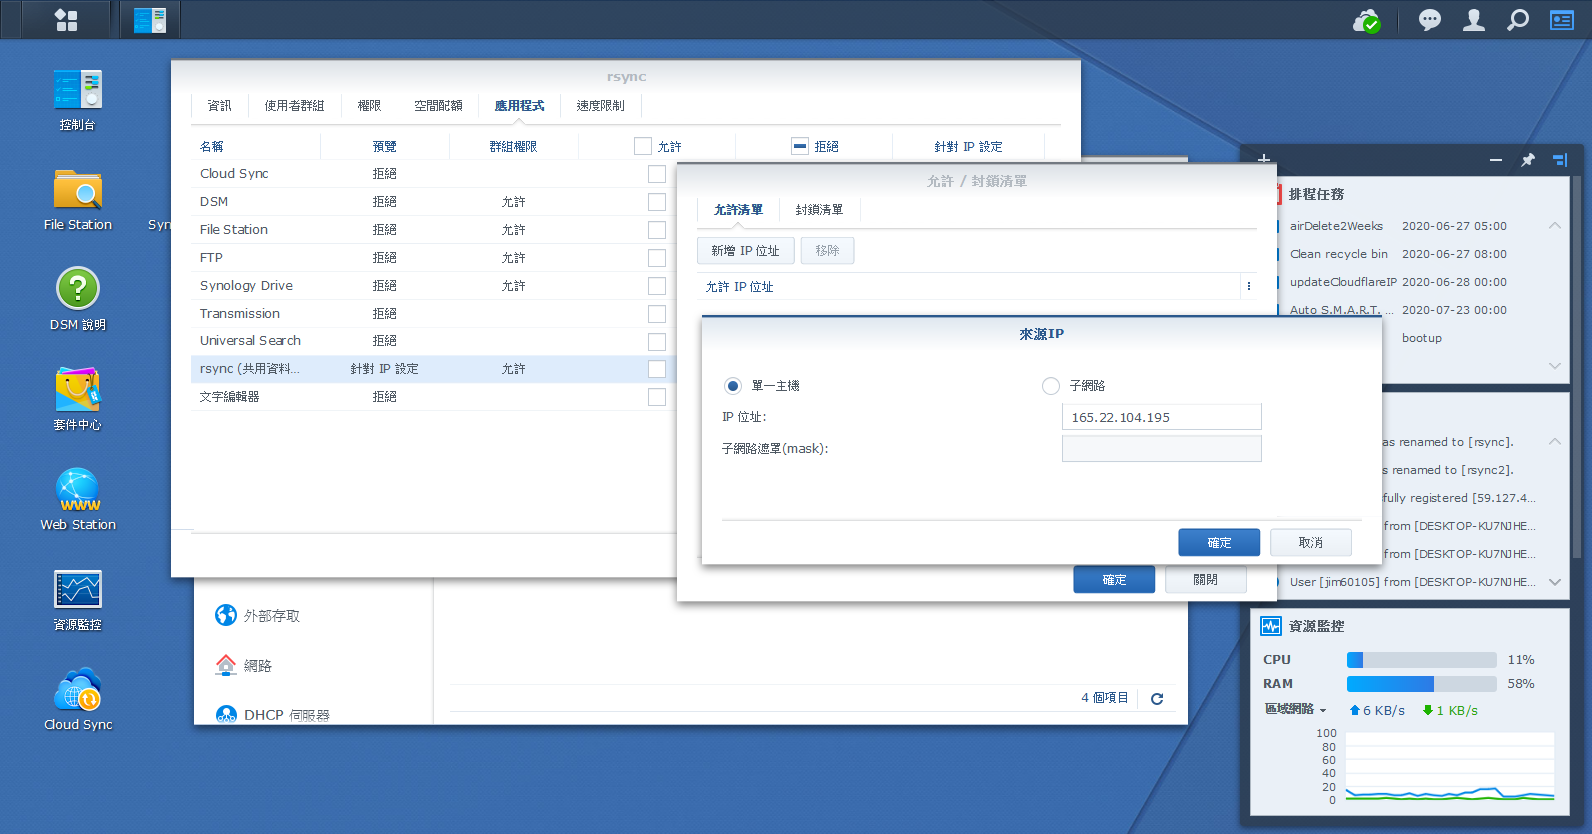 控制台
File Station
Syn
DSM 說明
套件中心
Web Station
WWW
資源監控
Cloud Sync
rsync
資訊
使用者群組
權限
空間配額
應用程式
速度限制
名稱
預覽
群組權限
允許
拒絕
針對 IP 設定
Cloud Sync
拒絕
DSM
拒絕
允許
File Station
拒絕
允許
FTP
拒絕
允許
Synology Drive
拒絕
允許
Transmission
拒絕
Universal Search
拒絕
rsync (共用資料...
針對 IP 設定
允許
文字編輯器
拒絕
外部存取
網路
DHCP 伺服器
4 個項目
允許 / 封鎖清單
允許清單
封鎖清單
新增 IP 位址
移除
允許 IP 位址
來源IP
單一主機
子網路
IP 位址:
165.22.104.195
子網路遮罩(mask):
確定
取消
確定
關閉
排程任務
airDelete2Weeks 2020-06-27 05:00
Clean recycle bin 2020-06-27 08:00
updateCloudflareIP 2020-06-28 00:00
Auto S.M.A.R.T. ... 2020-07-23 00:00
bootup
as renamed to [rsync].
s renamed to [rsync2].
fully registered [59.127.4...
from [DESKTOP-KU7NJHE...
from [DESKTOP-KU7NJHE...
User [jim60105] from [DESKTOP-KU7NJHE...
資源監控
CPU 11%
RAM 58%
區域網路 6 KB/s 1 KB/s
100
80
60
40
20
0